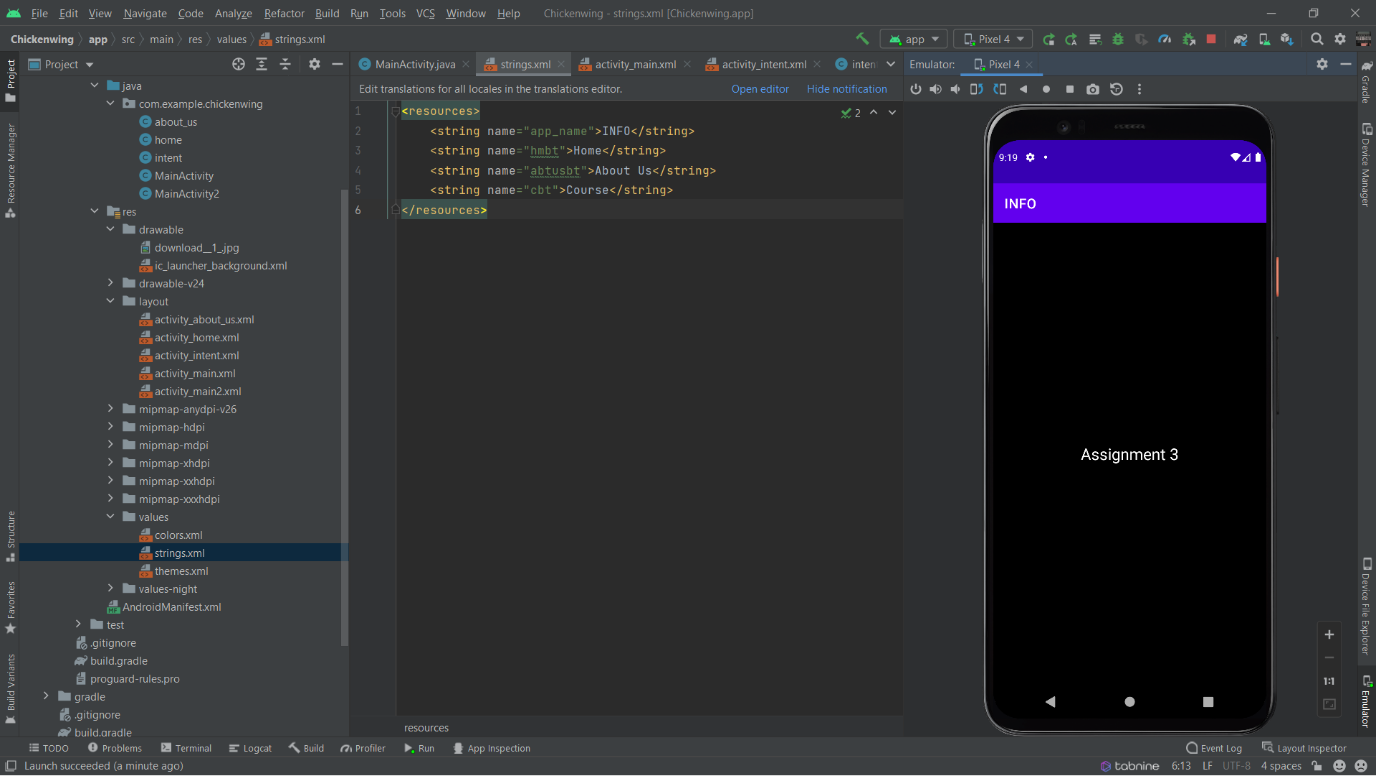 File Edit View Navigate Code Analyze Refactor Build Run Tools VCS Window Help Chickenwing - strings.xml [Chickenwing.app]
Chickenwing app src main res values strings.xml app Pixel 4
Project MainActivity.java strings.xml activity_main.xml activity_intent.xml inten Emulator: Pixel 4
Edit translations for all locales in the translations editor. Open editor Hide notification
Project
Resource Manager
Structure
Favorites
Build Variants
java
com.example.chickenwing
about_us
home
intent
MainActivity
MainActivity2
res
drawable
download__1_.jpg
ic_launcher_background.xml
drawable-v24
layout
activity_about_us.xml
activity_home.xml
activity_intent.xml
activity_main.xml
activity_main2.xml
mipmap-anydpi-v26
mipmap-hdpi
mipmap-mdpi
mipmap-xhdpi
mipmap-xxhdpi
mipmap-xxxhdpi
values
colors.xml
strings.xml
themes.xml
values-night
AndroidManifest.xml
test
.gitignore
build.gradle
proguard-rules.pro
gradle
.gitignore
build.gradle
1 <resources> 2
2 <string name="app_name">INFO</string>
3 <string name="hmbt">Home</string>
4 <string name="abtusbt">About Us</string>
5 <string name="cbt">Course</string>
6 </resources>
resources
9:19
INFO
Assignment 3
1:1
Gradle
Device Manager
Device File Explorer
Emulator
TODO Problems Terminal Logcat Build Profiler Run App Inspection Event Log Layout Inspector
Launch succeeded (a minute ago) tabnine 6:13 LF UTF-8 4 spaces